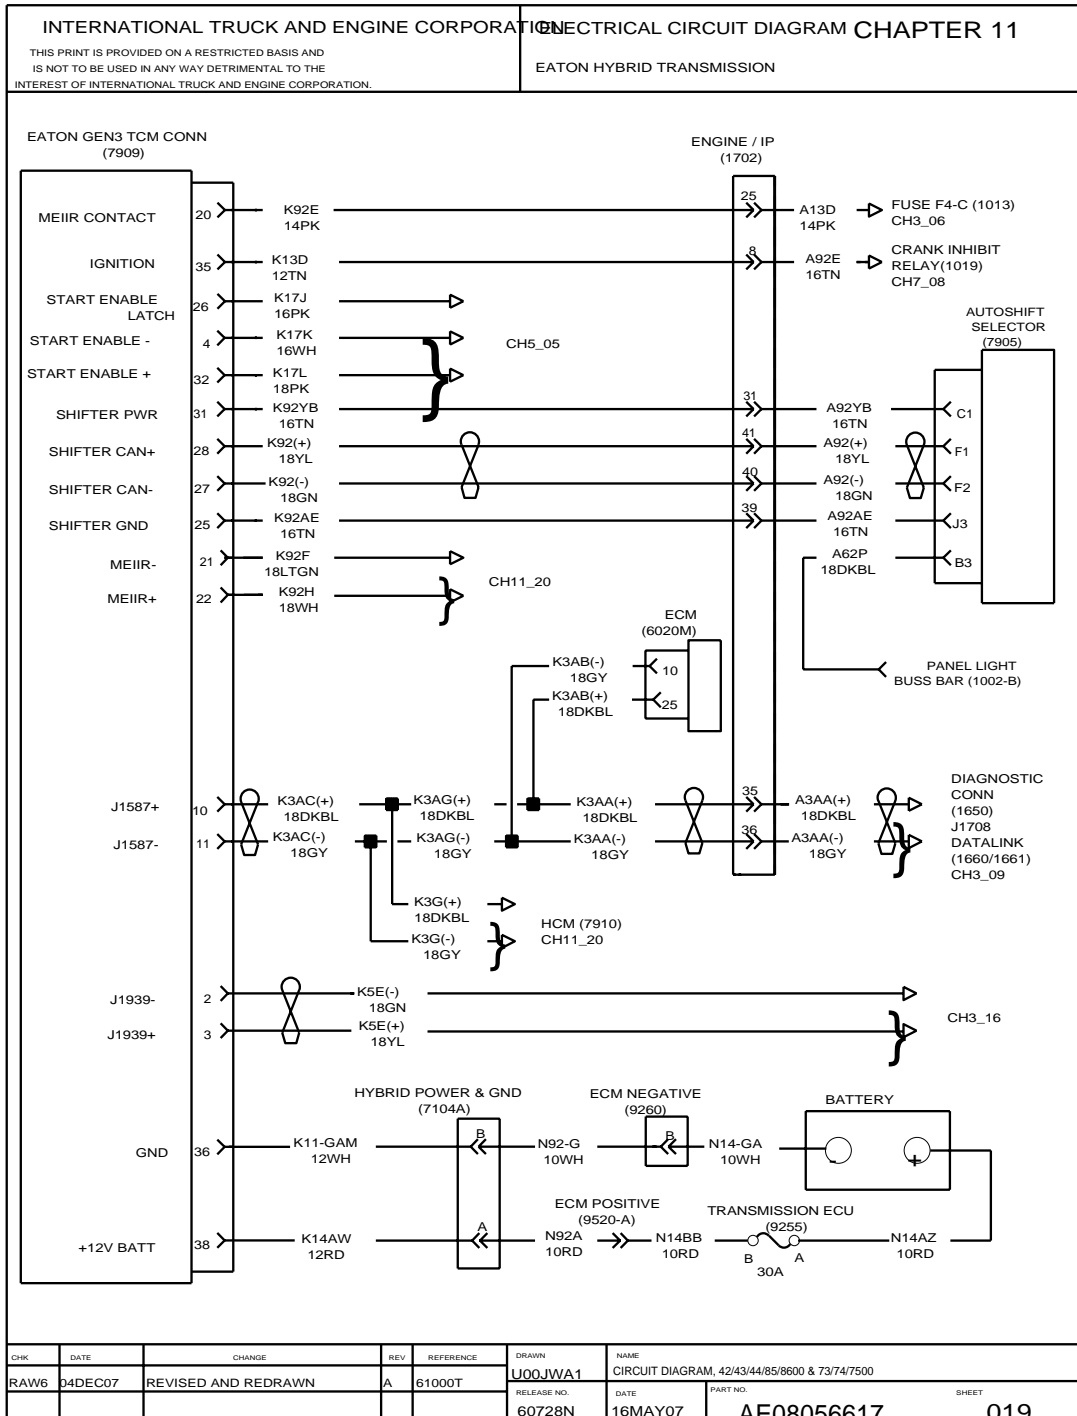 INTERNATIONAL TRUCK AND ENGINE CORPORATION
ELECTRICAL CIRCUIT DIAGRAM CHAPTER 11
THIS PRINT IS PROVIDED ON A RESTRICTED BASIS AND
IS NOT TO BE USED IN ANY WAY DETRIMENTAL TO THE
INTEREST OF INTERNATIONAL TRUCK AND ENGINE CORPORATION.
EATON HYBRID TRANSMISSION
EATON GEN3 TCM CONN
(7909)
ENGINE / IP
(1702)
MEIIR CONTACT 20 K92E 25 A13D FUSE F4-C (1013)
14PK 14PK CH3_06
IGNITION 35 K13D 8 A92E CRANK INHIBIT
12TN 16TN RELAY(1019)
CH7_08
START ENABLE LATCH 26 K17J
16PK
START ENABLE - 4 K17K CH5_05
16WH
START ENABLE + 32 K17L
18PK
AUTOSHIFT
SELECTOR
(7905)
SHIFTER PWR 31 K92YB 31 A92YB C1
16TN 16TN
SHIFTER CAN+ 28 K92(+) 41 A92(+) F1
18YL 18YL
SHIFTER CAN- 27 K92(-) 40 A92(-) F2
18GN 18GN
SHIFTER GND 25 K92AE 39 A92AE J3
16TN 16TN
MEIIR- 21 K92F A62P B3
18LTGN 18DKBL
MEIIR+ 22 K92H CH11_20
18WH
ECM
(6020M)
K3AB(-) 10
18GY
K3AB(+) 25
18DKBL
PANEL LIGHT
BUSS BAR (1002-B)
J1587+ 10 K3AC(+) K3AG(+) K3AA(+) 35 A3AA(+)
18DKBL 18DKBL 18DKBL 18DKBL
J1587- 11 K3AC(-) K3AG(-) K3AA(-) 36 A3AA(-)
18GY 18GY 18GY 18GY
DIAGNOSTIC
CONN
(1650)
J1708
DATALINK
(1660/1661)
CH3_09
K3G(+)
18DKBL
K3G(-)
18GY
HCM (7910)
CH11_20
J1939- 2 K5E(-)
18GN
J1939+ 3 K5E(+)
18YL
CH3_16
HYBRID POWER & GND
(7104A)
ECM NEGATIVE
(9260)
BATTERY
GND 36 K11-GAM B N92-G B N14-GA - +
12WH 10WH 10WH
ECM POSITIVE
(9520-A)
TRANSMISSION ECU
(9255)
+12V BATT 38 K14AW A N92A N14BB B A N14AZ
12RD 10RD 10RD 30A 10RD
CHK DATE CHANGE REV REFERENCE DRAWN NAME
RAW6 04DEC07 REVISED AND REDRAWN A 61000T U00JWA1 CIRCUIT DIAGRAM, 42/43/44/85/8600 & 73/74/7500
RELEASE NO. DATE PART NO. SHEET
60728N 16MAY07 AE08056617 019